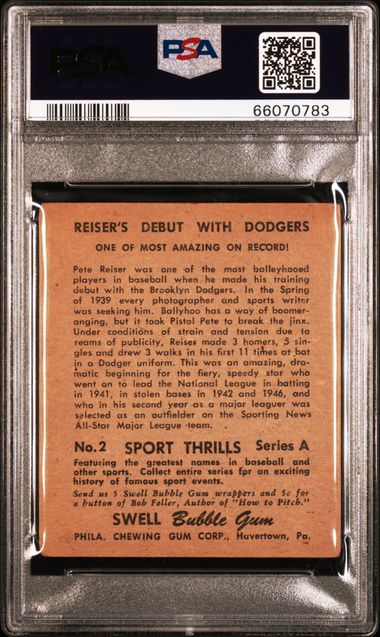 PSA
PSA
66070783
REISER'S DEBUT WITH DODGERS
ONE OF MOST AMAZING ON RECORD!
Pete Reiser was one of the most balleyhooed
players in baseball when he made his training
debut with the Brooklyn Dodgers. In the Spring
of 1939 every photographer and sports writer
was seeking him. Ballyhoo has a way of boomer-
anging, but it took Pistol Pete to break the jinx.
Under conditions of strain and tension due to
reams of publicity, Reiser made 3 homers, 5 sin-
gles and drew 3 walks in his first 11 times at bat
in a Dodger uniform. This was an amazing, dra-
matic beginning for the fiery, speedy star who
went on to lead the National League in batting
in 1941, in stolen bases in 1942 and 1946, and
who in his second year as a major leaguer was
selected as an outfielder on the Sporting News
All-Star Major League team.
No. 2 SPORT THRILLS Series A
Featuring the greatest names in baseball and
other sports. Collect entire series fpr an exciting
history of famous sport events.
Send us 5 Swell Bubble Gum wrappers and 5c for
a button of Bob Feller, Author of "How to Pitch."
SWELL Bubble Gum
PHILA. CHEWING GUM CORP., Havertown, Pa.